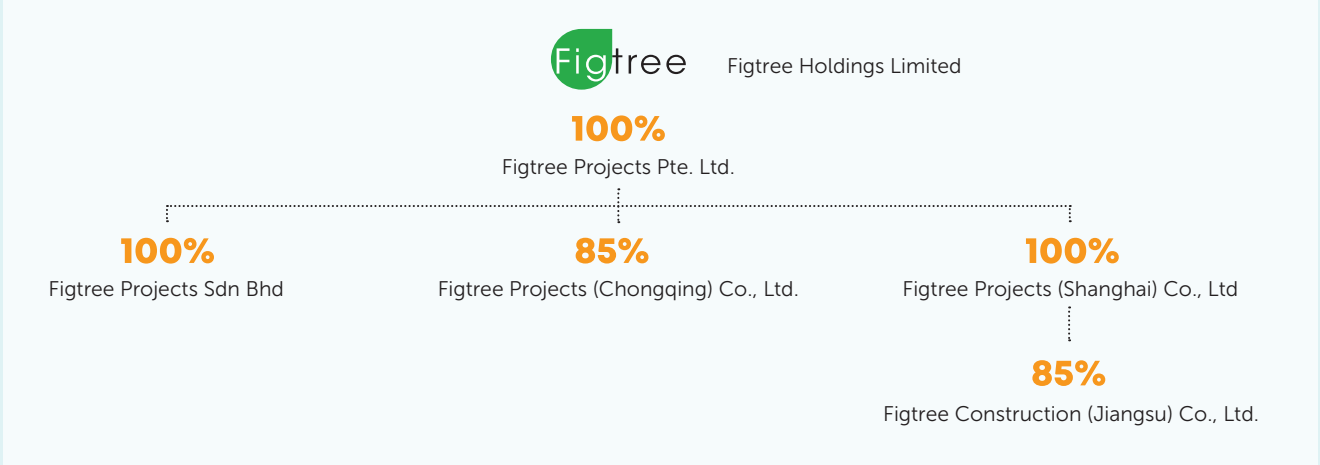 Figtree
Figtree Holdings Limited
100%
Figtree Projects Pte. Ltd.
100%
85%
100%
Figtree Projects Sdn Bhd
Figtree Projects (Chongqing) Co., Ltd.
Figtree Projects (Shanghai) Co., Ltd
85%
Figtree Construction (Jiangsu) Co., Ltd.